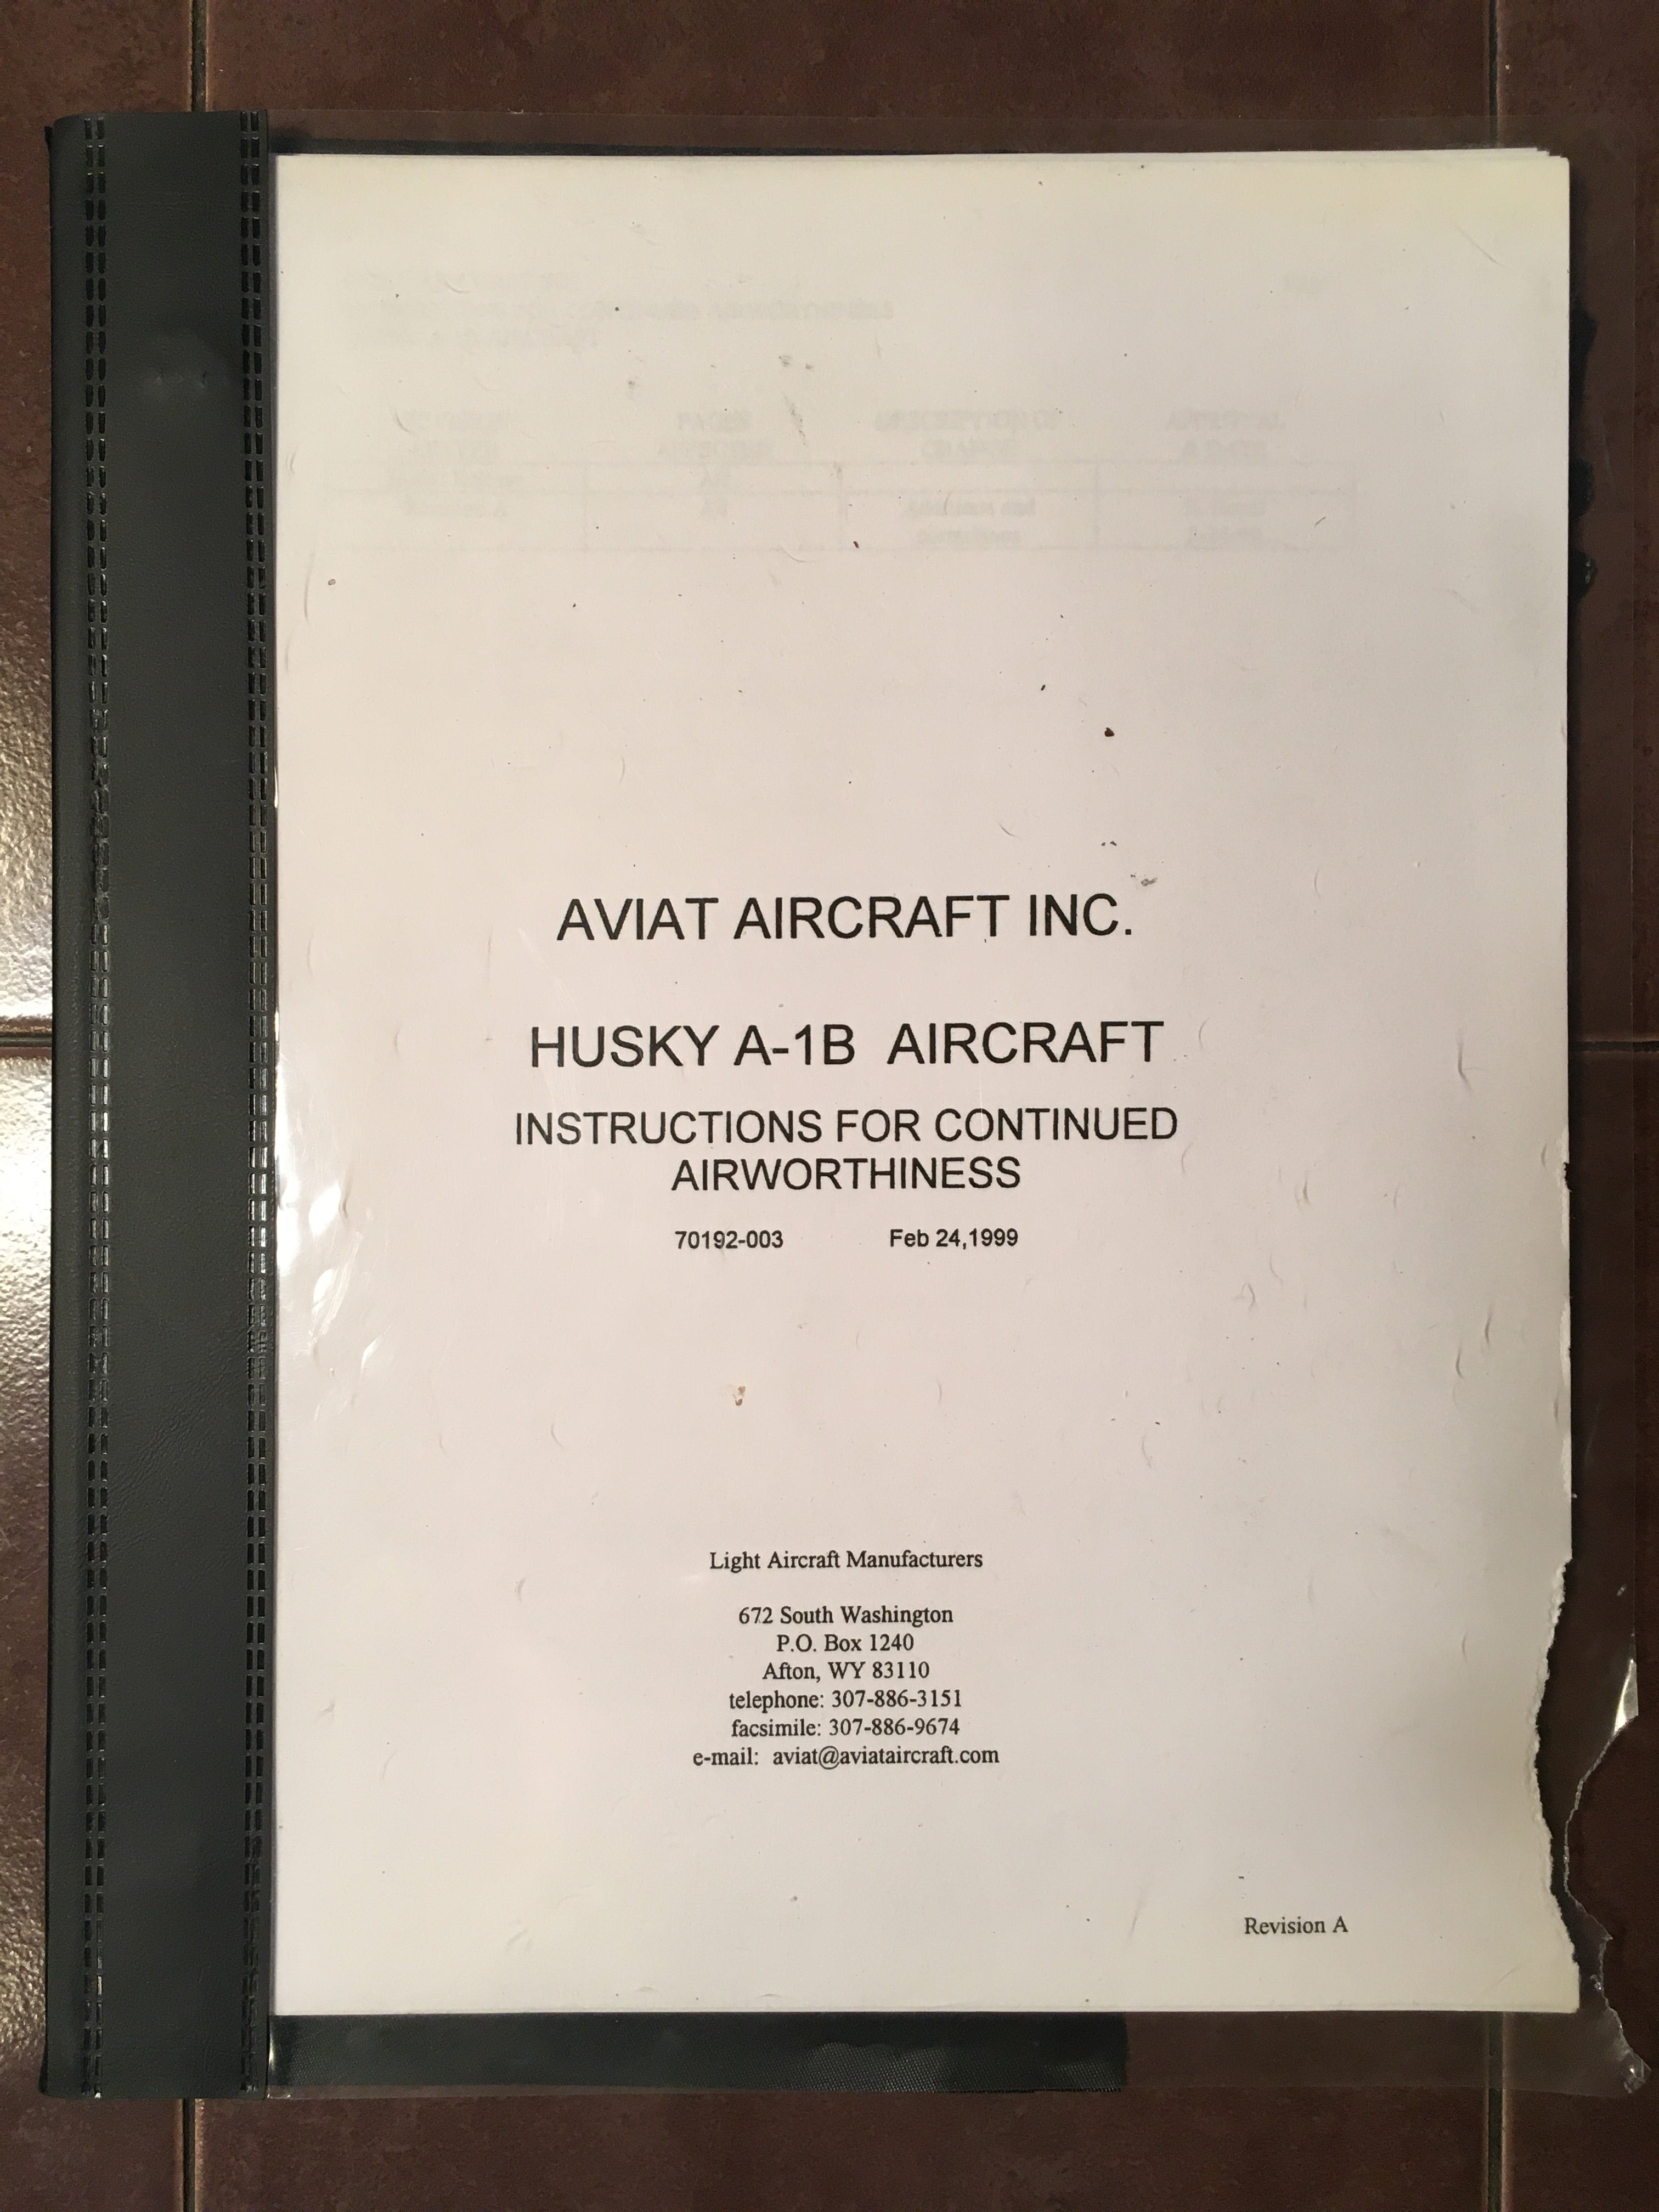 AVIAT AIRCRAFT INC.
HUSKY A-1B AIRCRAFT
INSTRUCTIONS FOR CONTINUED
AIRWORTHINESS
70192-003 Feb 24,1999
Light Aircraft Manufacturers
672 South Washington
P.O. Box 1240
Afton, WY 83110
telephone: 307-886-3151
facsimile: 307-886-9674
e-mail: aviat@aviataircraft.com
Revision A